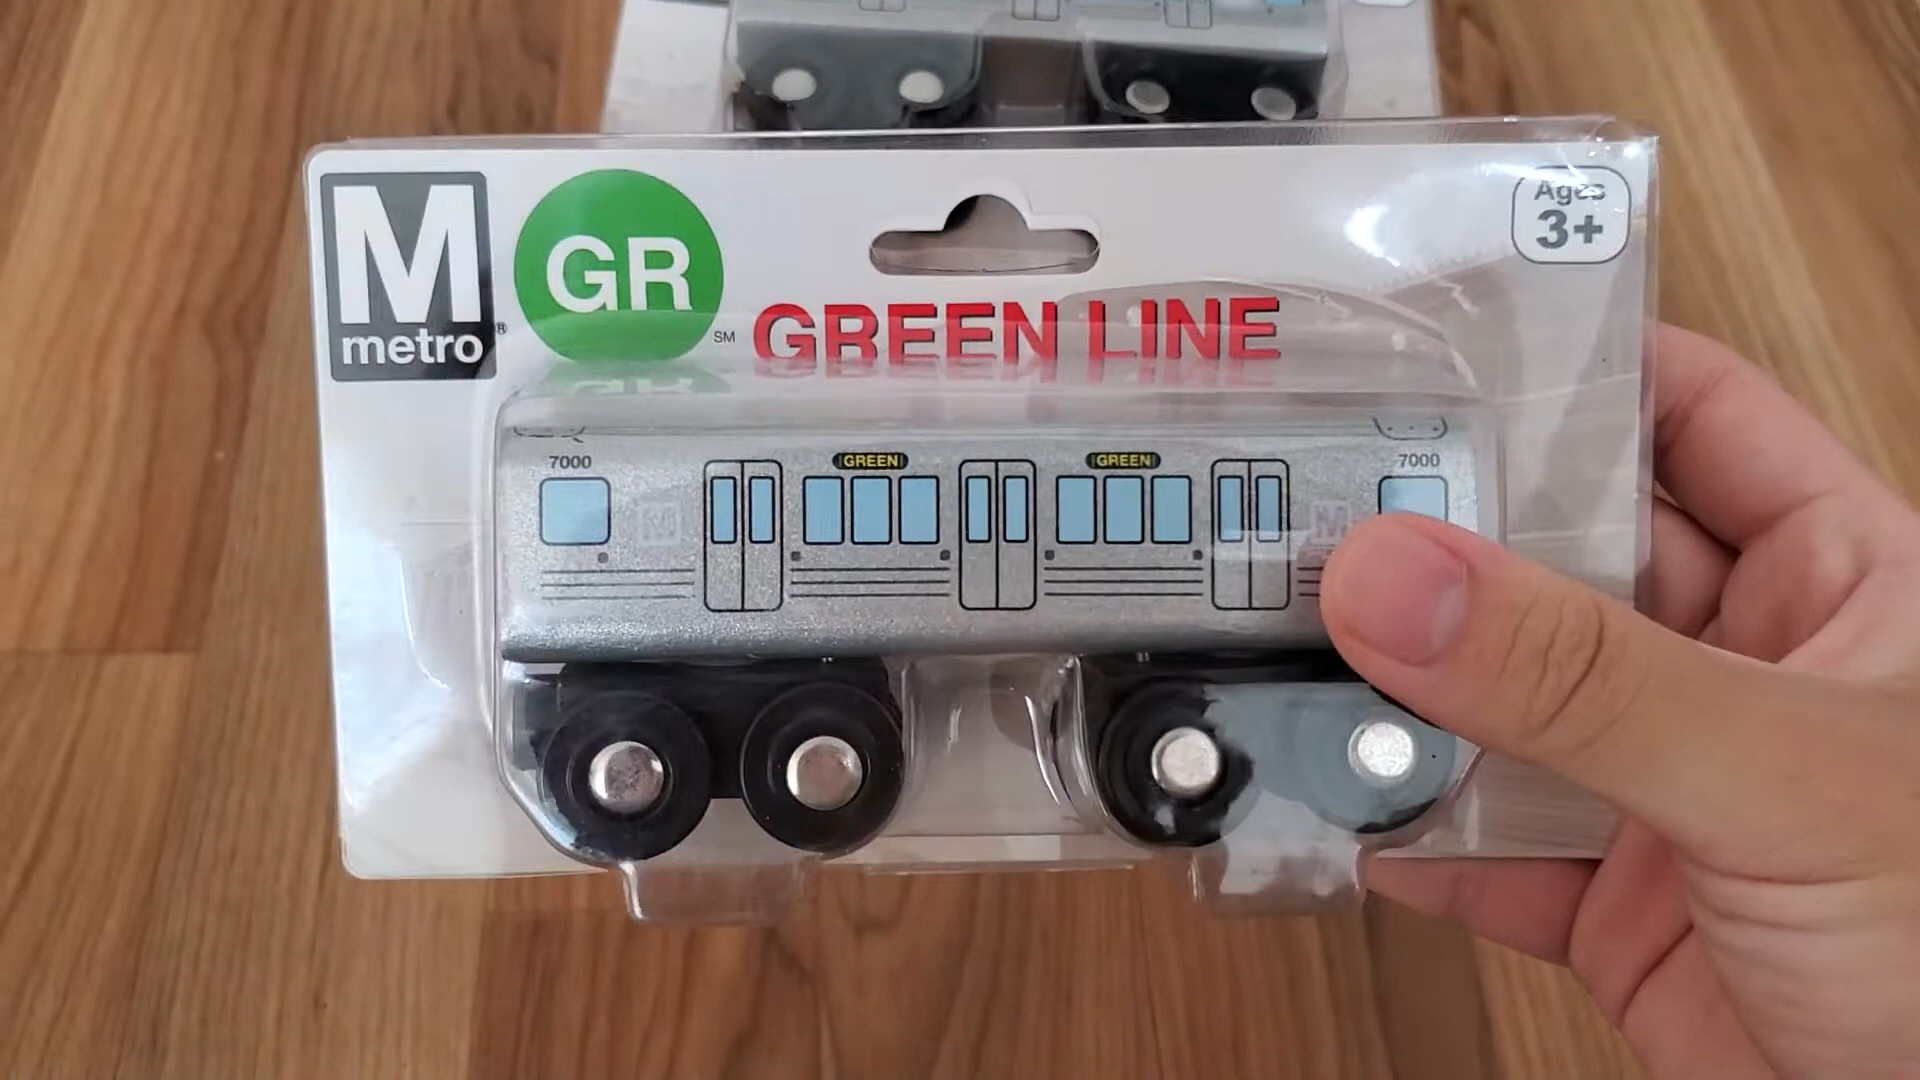 M
metro®
GR
SM
GREEN LINE
Ages
3+
7000
GREEN
GREEN
7000
M
M